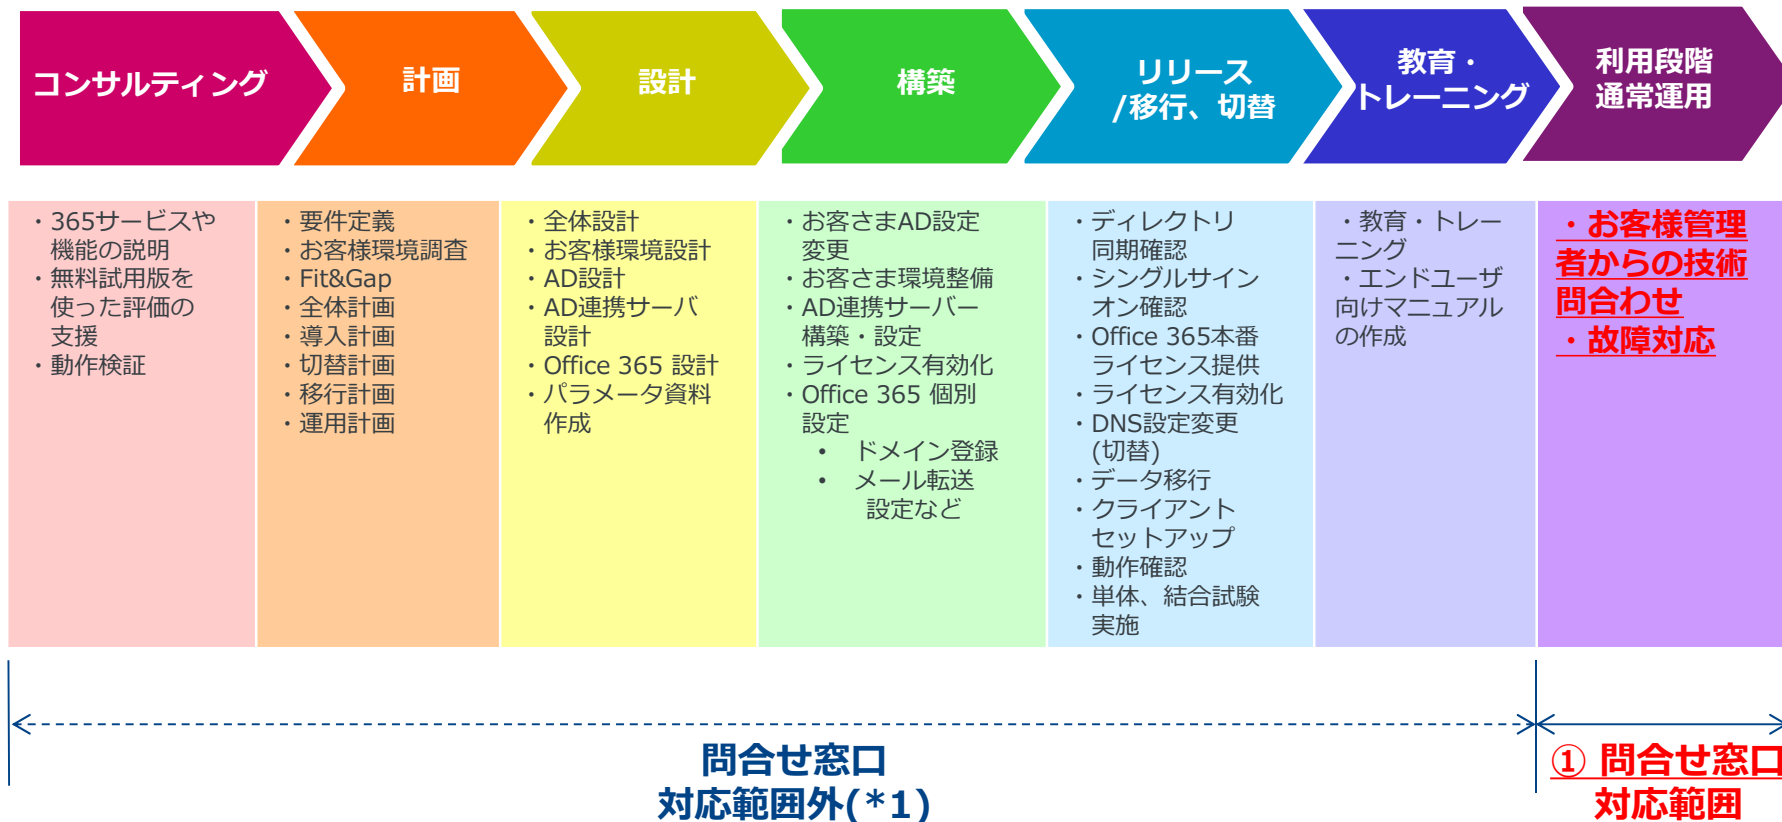 コンサルティング
計画
設計
構築
リリース
/移行、切替
教育・
トレーニング
利用段階
通常運用
・365サービスや
機能の説明
・無料試用版を
使った評価の
支援
・動作検証
・要件定義
・お客様環境調査
・Fit&Gap
・全体計画
・導入計画
・切替計画
・移行計画
・運用計画
・全体設計
・お客様環境設計
・AD設計
・AD連携サーバ
設計
・Office 365 設計
・パラメータ資料
作成
・お客さまAD設定
変更
・お客さま環境整備
・AD連携サーバー
構築・設定
・ライセンス有効化
・Office 365 個別
設定
• ドメイン登録
• メール転送
設定など
・ディレクトリ
同期確認
・シングルサイン
オン確認
・Office 365本番
ライセンス提供
・ライセンス有効化
・DNS設定変更
(切替)
・データ移行
・クライアント
セットアップ
・動作確認
・単体、結合試験
実施
・教育・トレー
ニング
・エンドユーザ
向けマニュアル
の作成
・お客様管理
者からの技術
問合わせ
・故障対応
問合せ窓口
対応範囲外(*1)
① 問合せ窓口
対応範囲